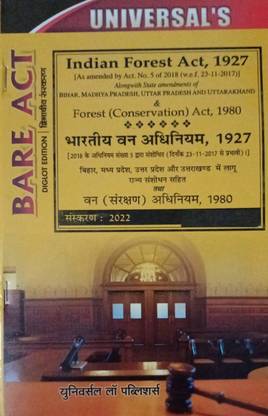 UNIVERSAL'S
BARE ACT
DIGLOT EDITION | द्विभाषीय संस्करण
Indian Forest Act, 1927
[As amended by Act. No. 5 of 2018 (w.e.f. 23-11-2017)]
Alongwith State amendments of
BIHAR, MADHYA PRADESH, UTTAR PRADESH AND UTTARAKHAND
&
Forest (Conservation) Act, 1980
भारतीय वन अधिनियम, 1927
[2018 के अधिनियम संख्या 5 द्वारा संशोधित (दिनांक 23-11-2017 से प्रभावी)।]
बिहार, मध्य प्रदेश, उत्तर प्रदेश और उत्तराखण्ड में लागू
राज्य संशोधन सहित
तथा
वन (संरक्षण) अधिनियम, 1980
संस्करण : 2022
युनिवर्सल लॉ पब्लिशर्स